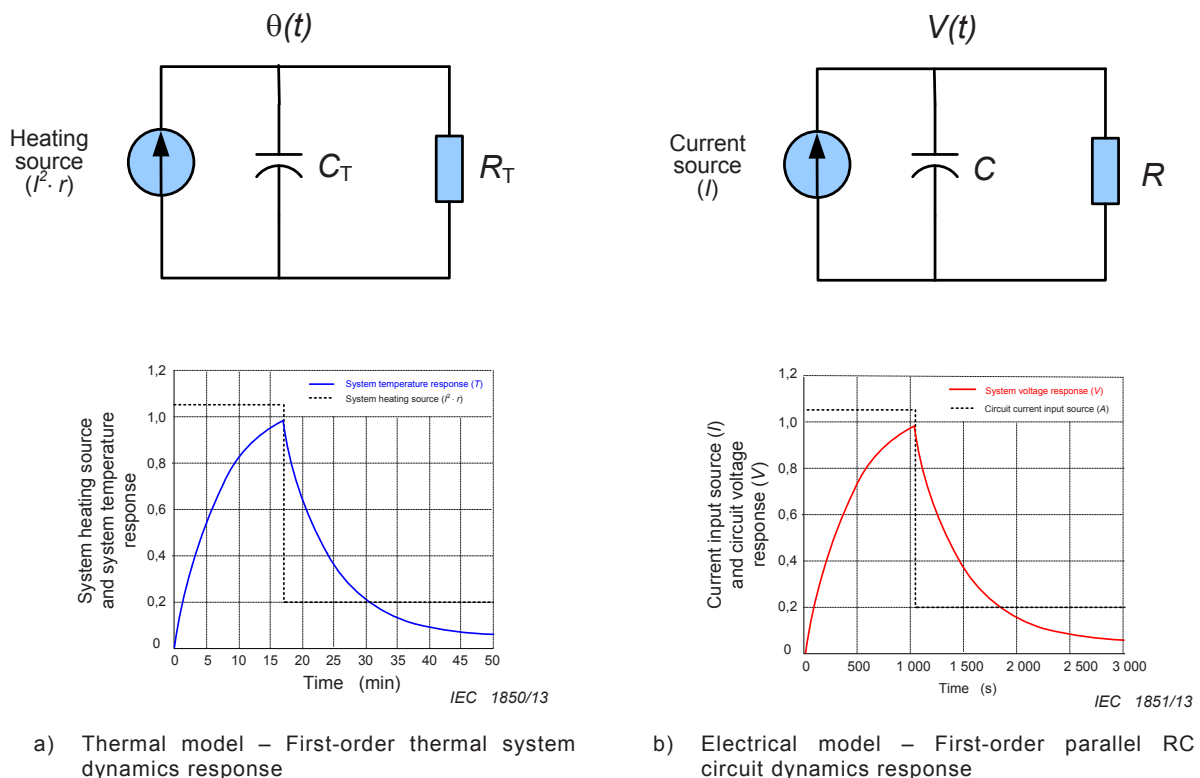 θ(t)
Heating
source
(I²· r)
C_T
R_T
V(t)
Current
source
(I)
C
R
System heating source
and system temperature
response
1,2
1,0
0,8
0,6
0,4
0,2
0
System temperature response (T)
System heating source (I²· r)
0 5 10 15 20 25 30 35 40 45 50
Time (min)
IEC 1850/13
Current input source (I)
and circuit voltage
response (V)
1,2
1,0
0,8
0,6
0,4
0,2
0
System voltage response (V)
Circuit current input source (A)
0 500 1 000 1 500 2 000 2 500 3 000
Time (s)
IEC 1851/13
a) Thermal model – First-order thermal system
dynamics response
b) Electrical model – First-order parallel RC
circuit dynamics response